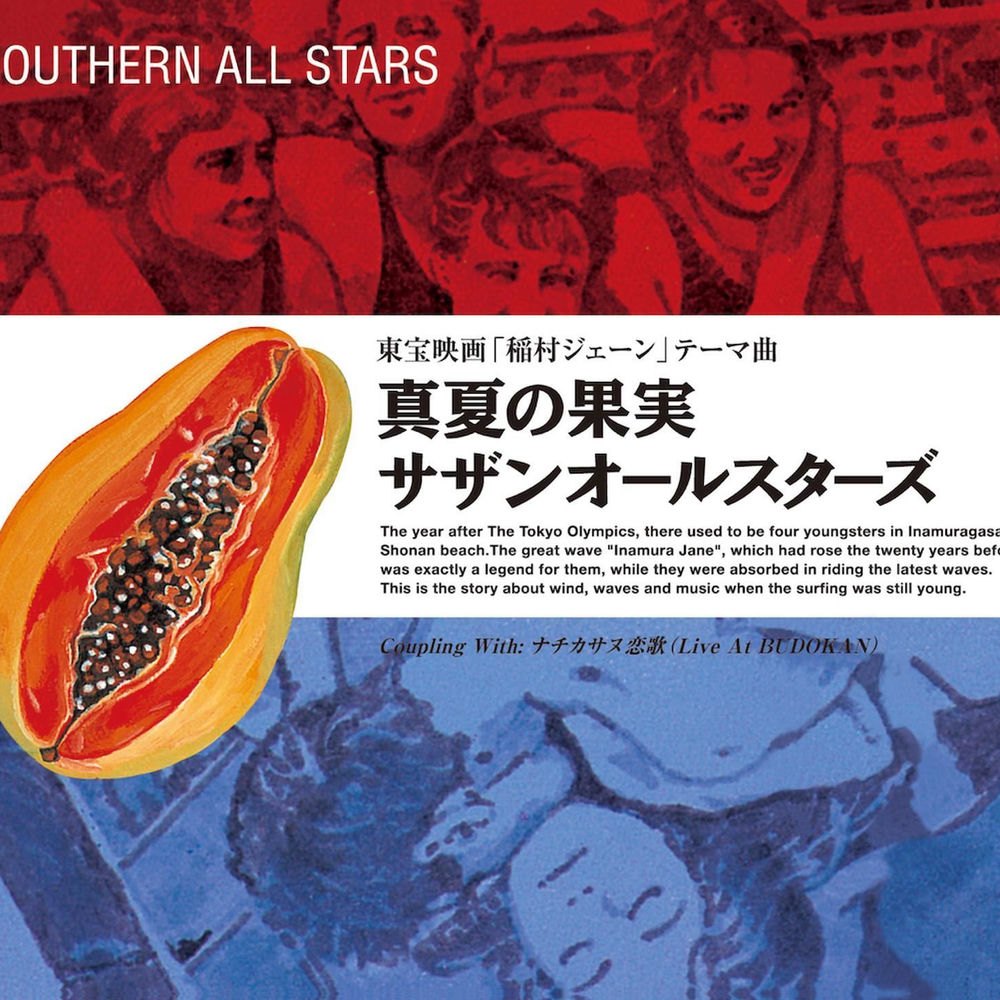 OUTHERN ALL STARS
東宝映画「稲村ジェーン」テーマ曲
真夏の果実
サザンオールスターズ
The year after The Tokyo Olympics, there used to be four youngsters in Inamuragasa
Shonan beach.The great wave "Inamura Jane", which had rose the twenty years befo
was exactly a legend for them, while they were absorbed in riding the latest waves.
This is the story about wind, waves and music when the surfing was still young.
Coupling With: ナチカサヌ恋歌 (Live At BUDOKAN)